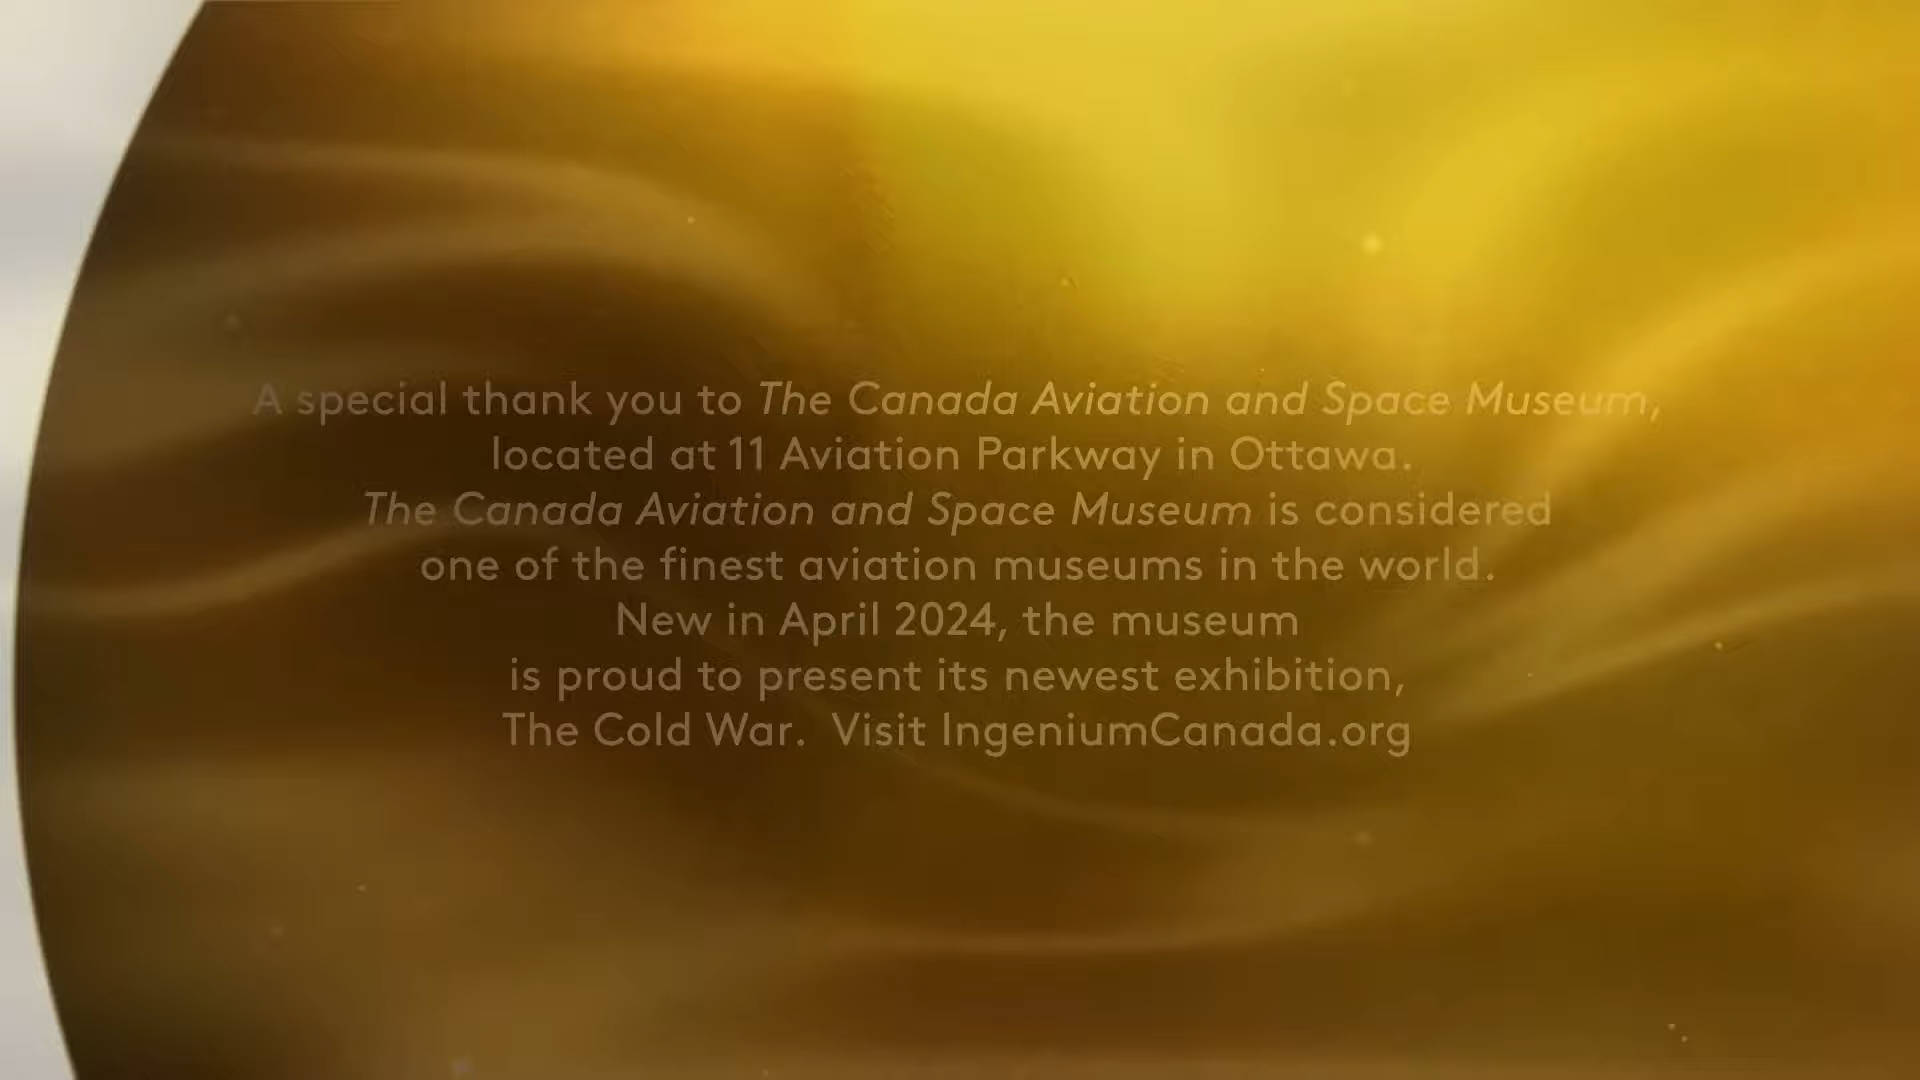 A special thank you to The Canada Aviation and Space Museum,
located at 11 Aviation Parkway in Ottawa.
The Canada Aviation and Space Museum is considered
one of the finest aviation museums in the world.
New in April 2024, the museum
is proud to present its newest exhibition,
The Cold War.  Visit IngeniumCanada.org